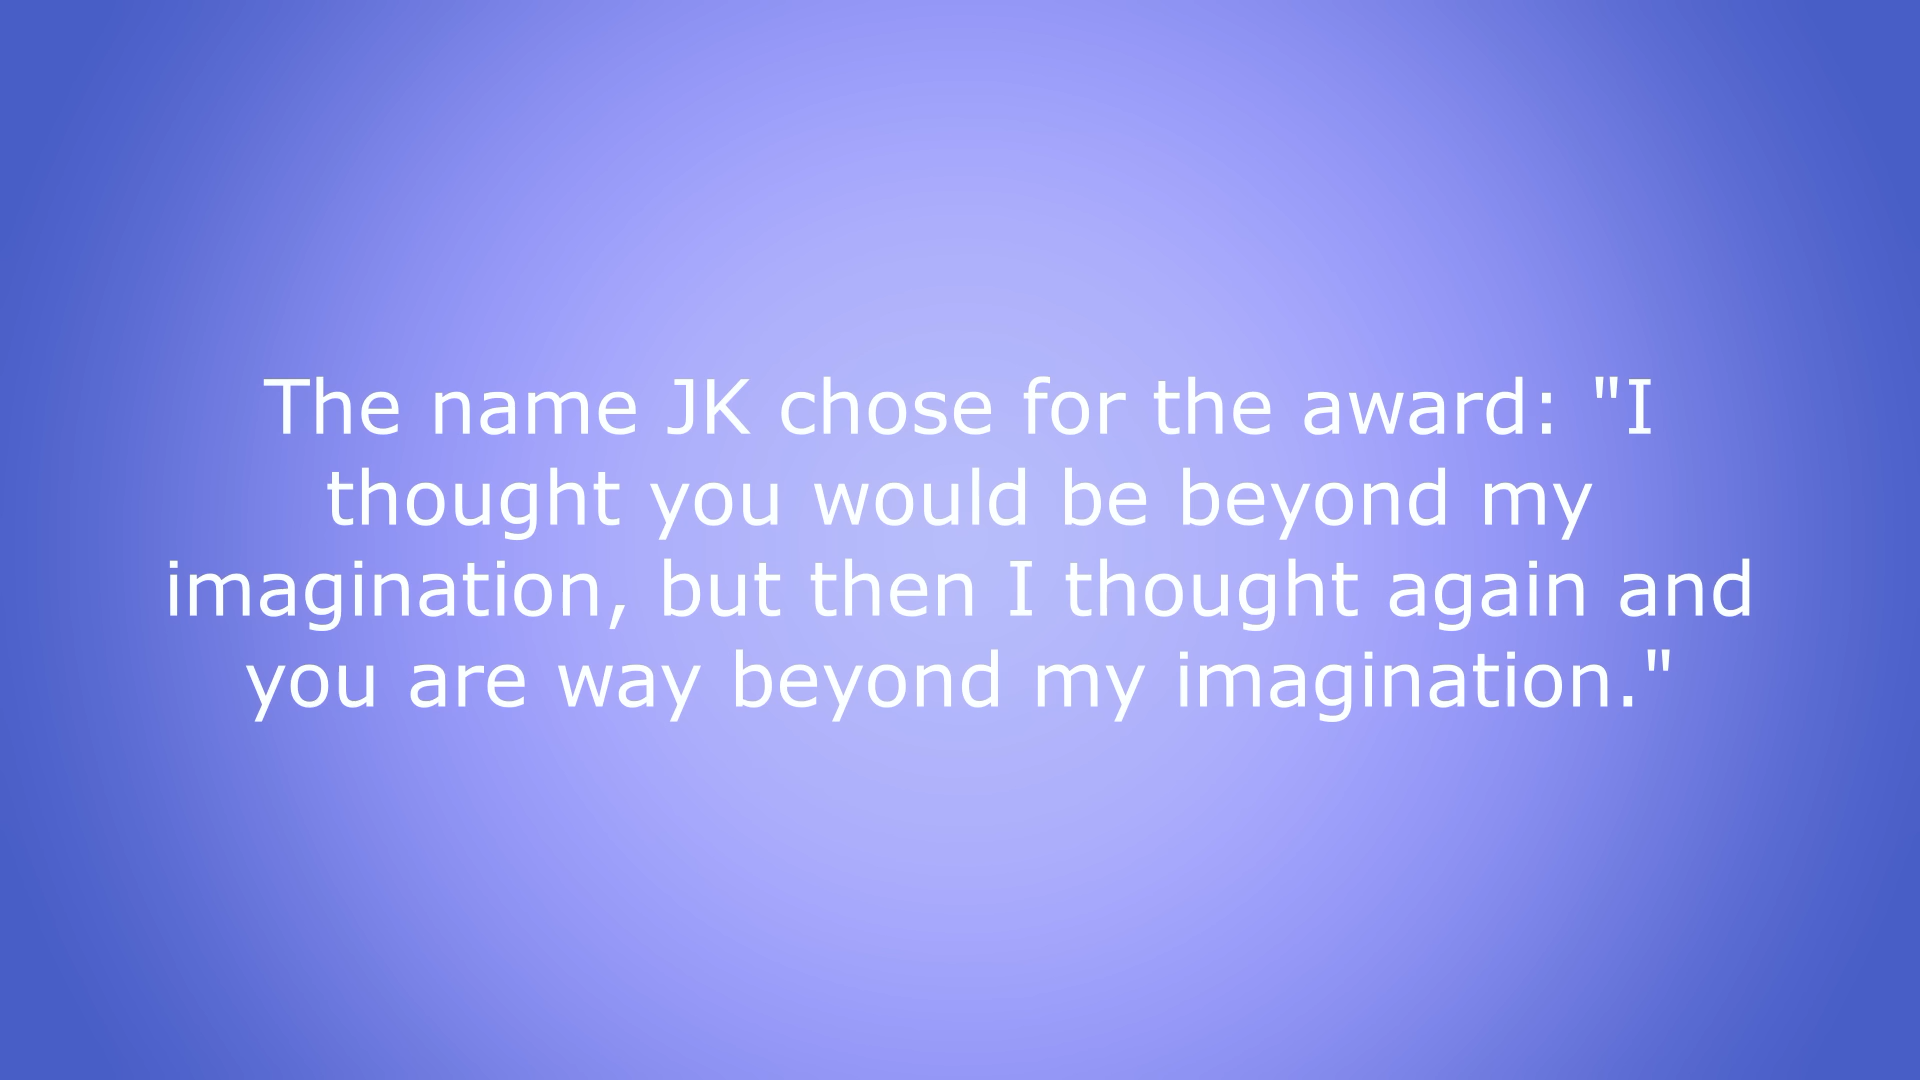 The name JK chose for the award: "I
thought you would be beyond my
imagination, but then I thought again and
you are way beyond my imagination."